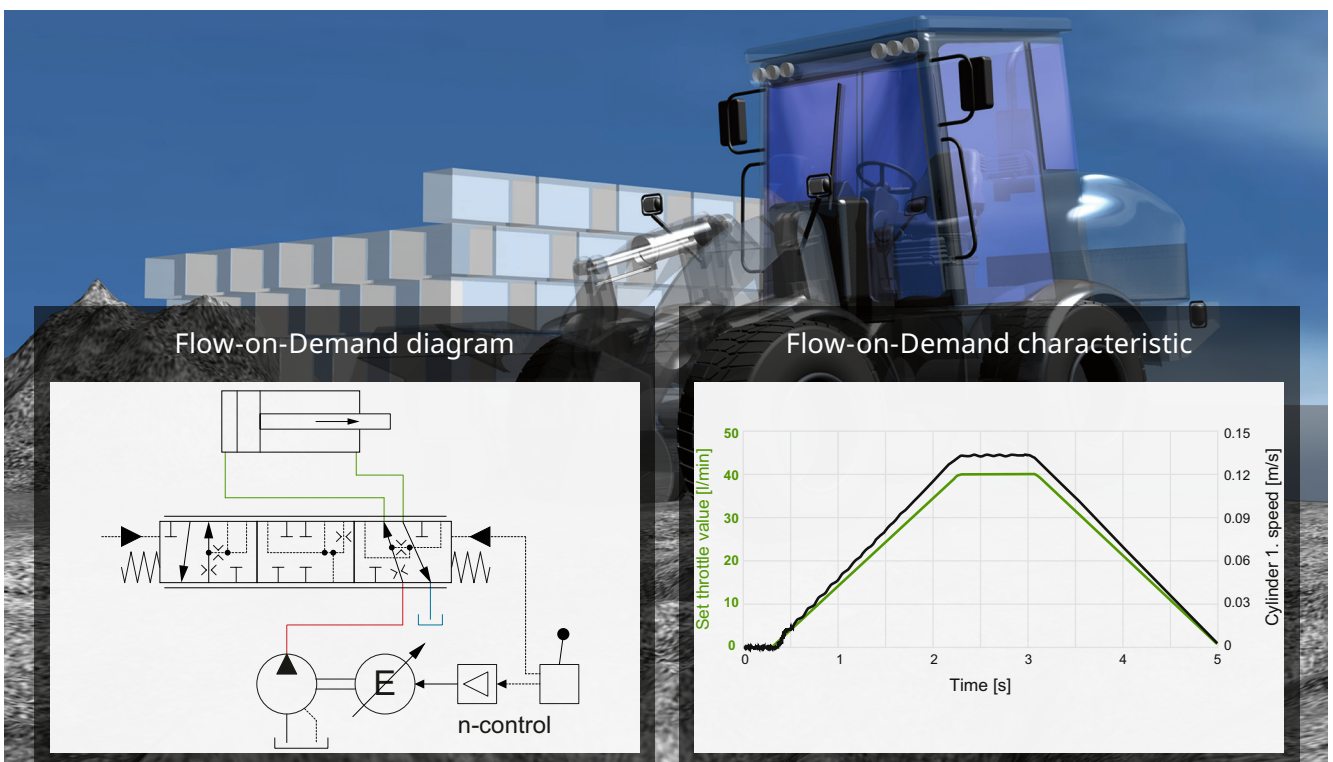 Flow-on-Demand diagram
E
n-control
Flow-on-Demand characteristic
Set throttle value [l/min]
50
40
30
20
10
0
0.15
0.12
0.09
0.06
0.03
0
Cylinder 1. speed [m/s]
0 1 2 3 4 5
Time [s]